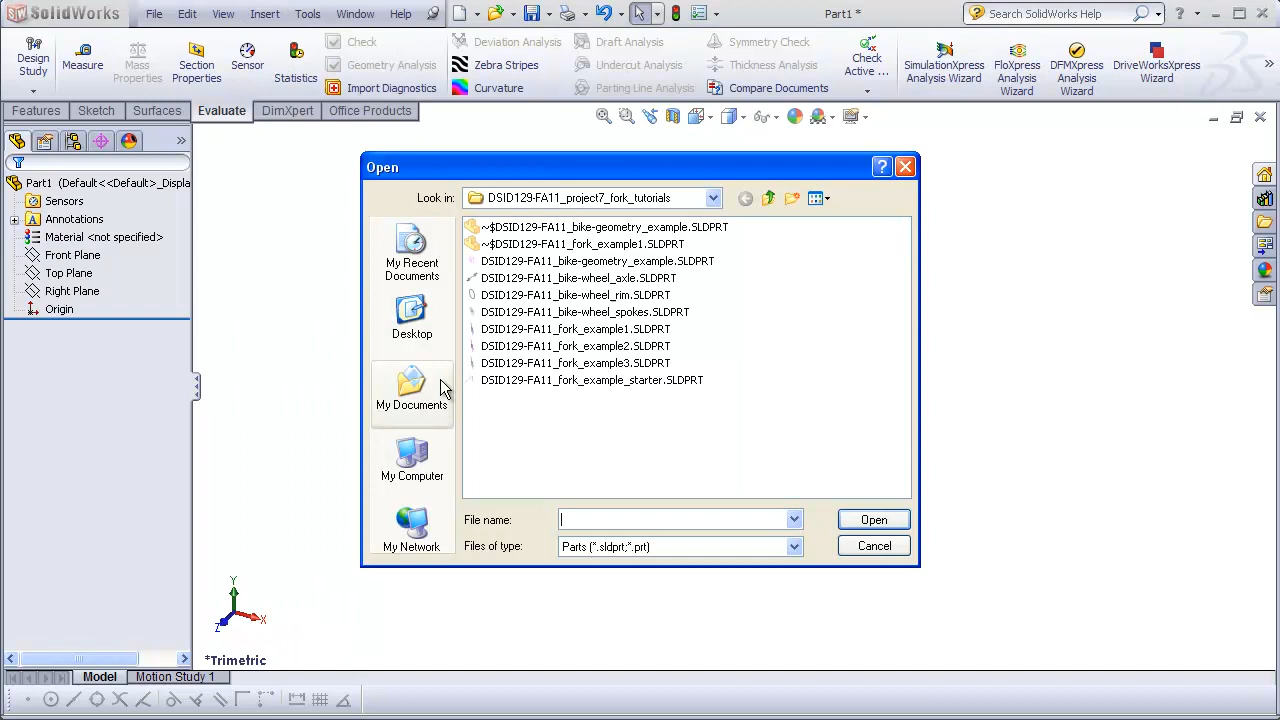 SolidWorks File Edit View Insert Tools Window Help Part1 * Search SolidWorks Help
Design Study
Measure
Mass Properties
Section Properties
Sensor
Statistics
Check
Geometry Analysis
Import Diagnostics
Deviation Analysis
Zebra Stripes
Curvature
Draft Analysis
Undercut Analysis
Parting Line Analysis
Symmetry Check
Thickness Analysis
Compare Documents
Check Active ...
SimulationXpress Analysis Wizard
FloXpress Analysis Wizard
DFMXpress Analysis Wizard
DriveWorksXpress Wizard
Features Sketch Surfaces Evaluate DimXpert Office Products
Part1 (Default<<Default>_Displa
Sensors
Annotations
Material <not specified>
Front Plane
Top Plane
Right Plane
Origin
Open
Look in: DSID129-FA11_project7_fork_tutorials
My Recent Documents
Desktop
My Documents
My Computer
My Network
~$DSID129-FA11_bike-geometry_example.SLDPRT
~$DSID129-FA11_fork_example1.SLDPRT
DSID129-FA11_bike-geometry_example.SLDPRT
DSID129-FA11_bike-wheel_axle.SLDPRT
DSID129-FA11_bike-wheel_rim.SLDPRT
DSID129-FA11_bike-wheel_spokes.SLDPRT
DSID129-FA11_fork_example1.SLDPRT
DSID129-FA11_fork_example2.SLDPRT
DSID129-FA11_fork_example3.SLDPRT
DSID129-FA11_fork_example_starter.SLDPRT
File name: Open
Files of type: Parts (*.sldprt;*.prt) Cancel
Y
X
Z
*Trimetric
Model Motion Study 1